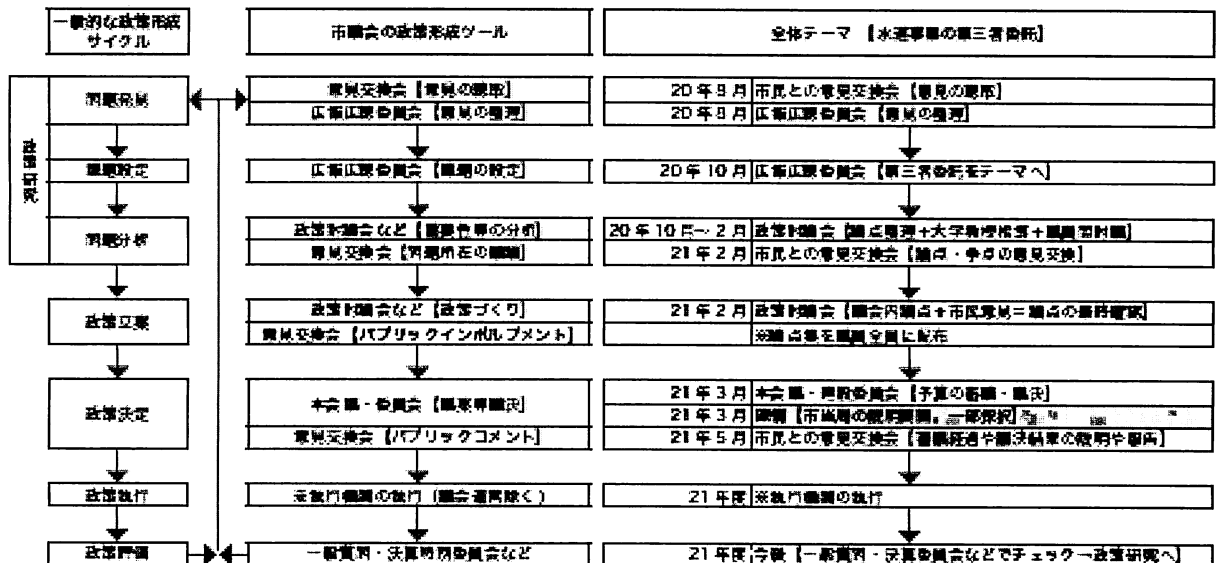 一般的な政策形成
サイクル
市議会の政策形成ツール
全体テーマ 【水道事業の第三者委託】
問題発見
意見交換会【意見の聴取】
広報広聴委員会【意見の整理】
20年8月 市民との意見交換会【意見の聴取】
20年8月 広報広聴委員会【意見の整理】
課題設定
広報広聴委員会【課題の設定】
20年10月 広報広聴委員会【第三者委託をテーマへ】
問題分析
政策討論会など【重要性等の分析】
意見交換会【問題所在の確認】
20年10月~2月 政策討論会【論点整理+大学教授招聘+議員間討議】
21年2月 市民との意見交換会【論点・争点の意見交換】
政策立案
政策討論会など【政策づくり】
意見交換会【パブリックインボルブメント】
21年2月 政策討論会【議会内論点+市民意見=論点の最終確認】
※論点集を議員全員に配布
政策決定
本会議・委員会【議案等議決】
意見交換会【パブリックコメント】
21年3月 本会議・建設委員会【予算の審議・議決】
21年3月 陳情【市当局の説明 一部採択】
21年5月 市民との意見交換会【審議経過や議決結果の説明や報告】
政策執行
※執行機関の執行(議会運営除く)
21年度 ※執行機関の執行
政策評価
一般質問・決算特別委員会など
21年度 今後【一般質問・決算委員会などでチェック→政策研究へ】